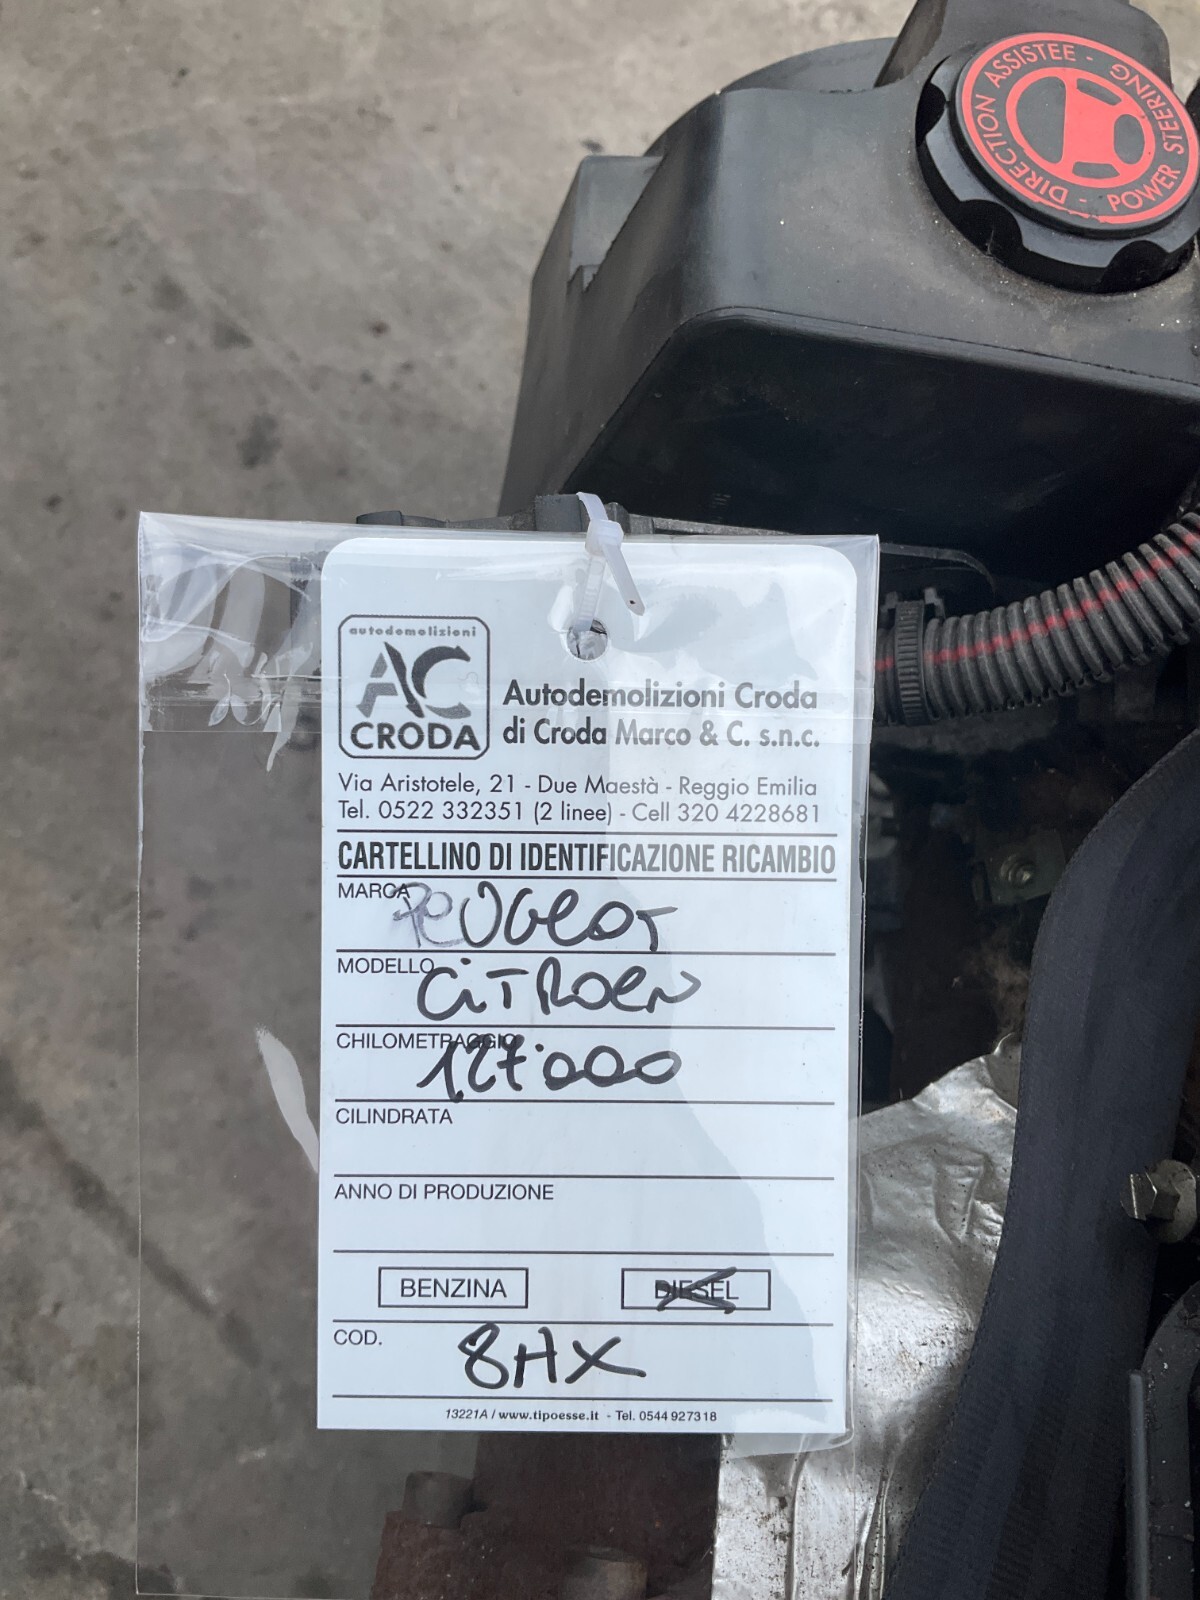 DIRECTION ASSISTEE - POWER STEERING -
autodemolizioni
AC
CRODA
Autodemolizioni Croda
di Croda Marco & C. s.n.c.
Via Aristotele, 21 - Due Maestà - Reggio Emilia
Tel. 0522 332351 (2 linee) - Cell 320 4228681
CARTELLINO DI IDENTIFICAZIONE RICAMBIO
MARCA PEUGEOT
MODELLO CiTROEN
CHILOMETRAGGIO 127.000
CILINDRATA
ANNO DI PRODUZIONE
BENZINA DIESEL
COD. 8HX
13221A / www.tipoesse.it - Tel. 0544 927318